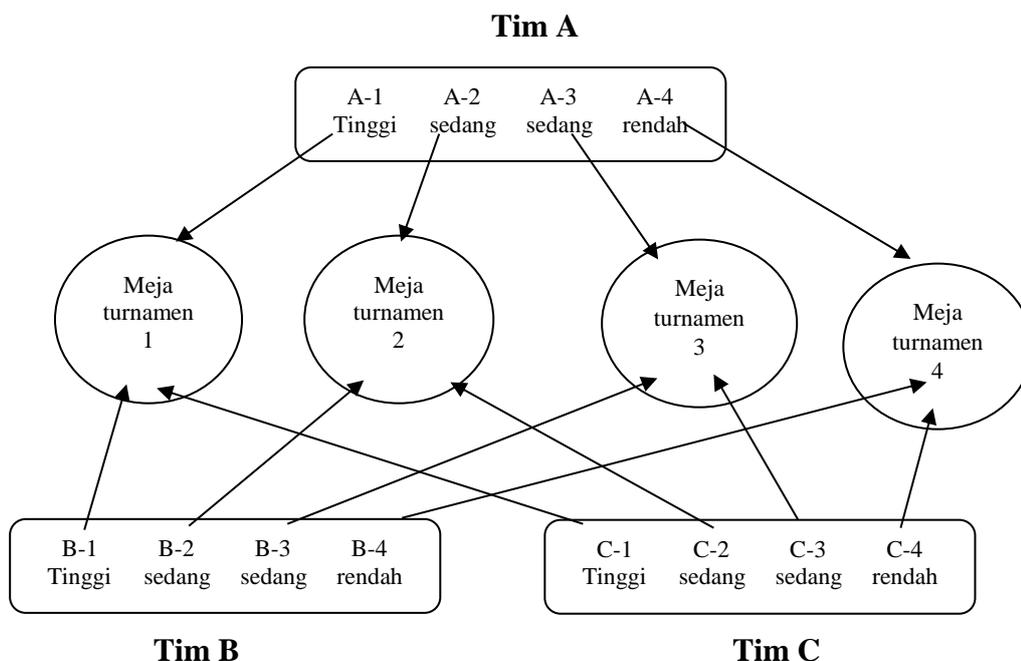 Tim A
A-1 A-2 A-3 A-4
Tinggi sedang sedang rendah
Meja
turnamen
1
Meja
turnamen
2
Meja
turnamen
3
Meja
turnamen
4
B-1 B-2 B-3 B-4
Tinggi sedang sedang rendah
C-1 C-2 C-3 C-4
Tinggi sedang sedang rendah
Tim B
Tim C